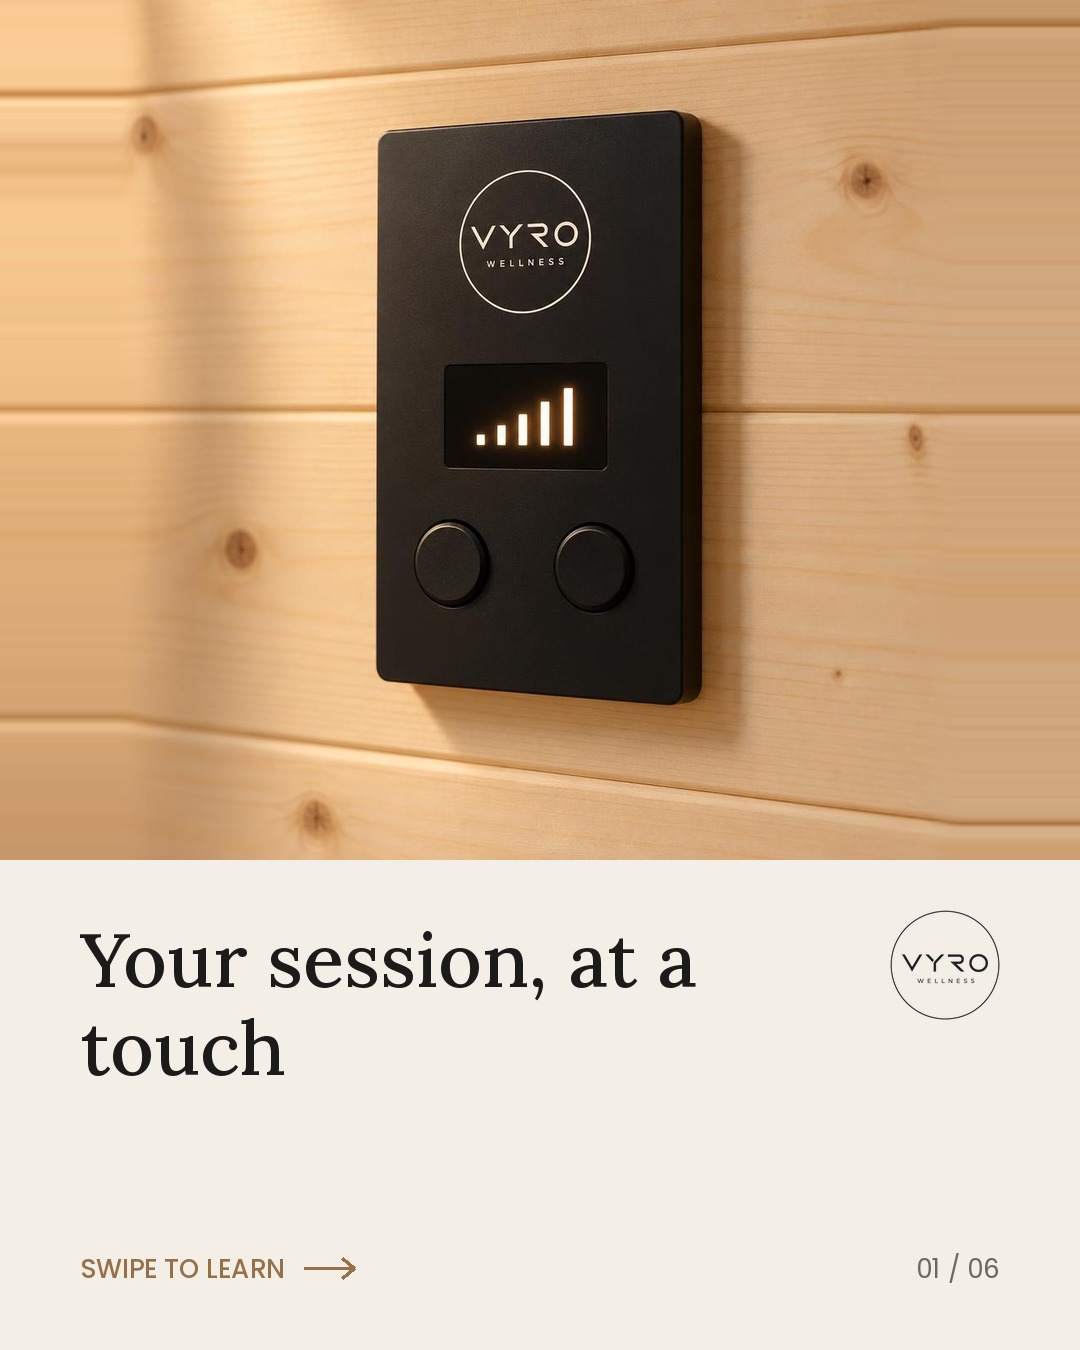 VYRO
WELLNESS
Your session, at a
touch
VYRO
WELLNESS
SWIPE TO LEARN
01 / 06